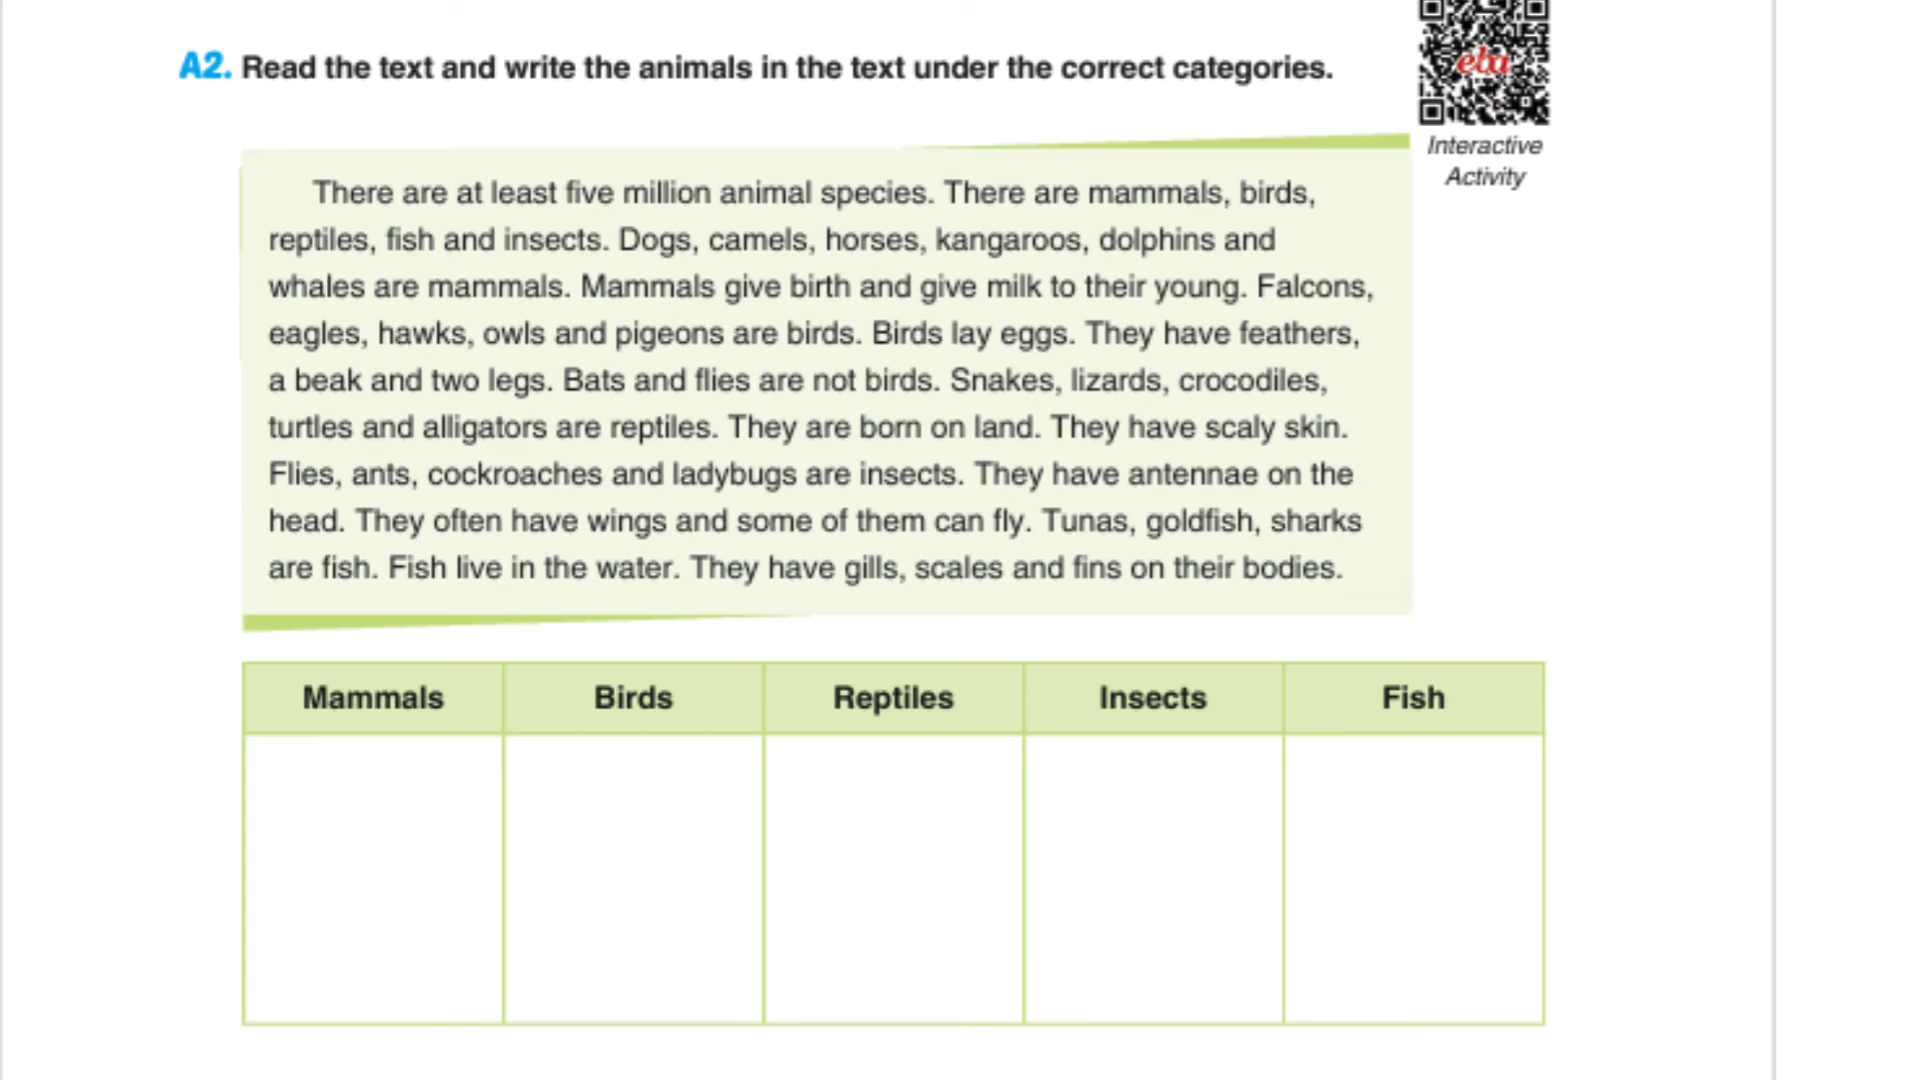 A2. Read the text and write the animals in the text under the correct categories.
eba
Interactive
Activity
There are at least five million animal species. There are mammals, birds,
reptiles, fish and insects. Dogs, camels, horses, kangaroos, dolphins and
whales are mammals. Mammals give birth and give milk to their young. Falcons,
eagles, hawks, owls and pigeons are birds. Birds lay eggs. They have feathers,
a beak and two legs. Bats and flies are not birds. Snakes, lizards, crocodiles,
turtles and alligators are reptiles. They are born on land. They have scaly skin.
Flies, ants, cockroaches and ladybugs are insects. They have antennae on the
head. They often have wings and some of them can fly. Tunas, goldfish, sharks
are fish. Fish live in the water. They have gills, scales and fins on their bodies.
Mammals Birds Reptiles Insects Fish